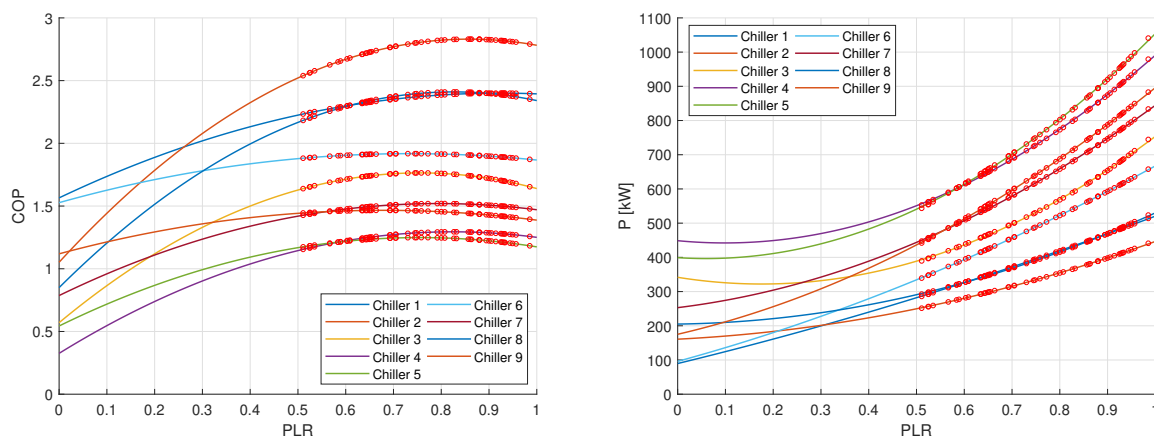 3
2.5
2
1.5
1
0.5
0
COP
Chiller 1 Chiller 6
Chiller 2 Chiller 7
Chiller 3 Chiller 8
Chiller 4 Chiller 9
Chiller 5
0 0.1 0.2 0.3 0.4 0.5 0.6 0.7 0.8 0.9 1
PLR
1100
1000
900
800
700
600
500
400
300
200
100
0
P [kW]
Chiller 1 Chiller 6
Chiller 2 Chiller 7
Chiller 3 Chiller 8
Chiller 4 Chiller 9
Chiller 5
0 0.1 0.2 0.3 0.4 0.5 0.6 0.7 0.8 0.9 1
PLR